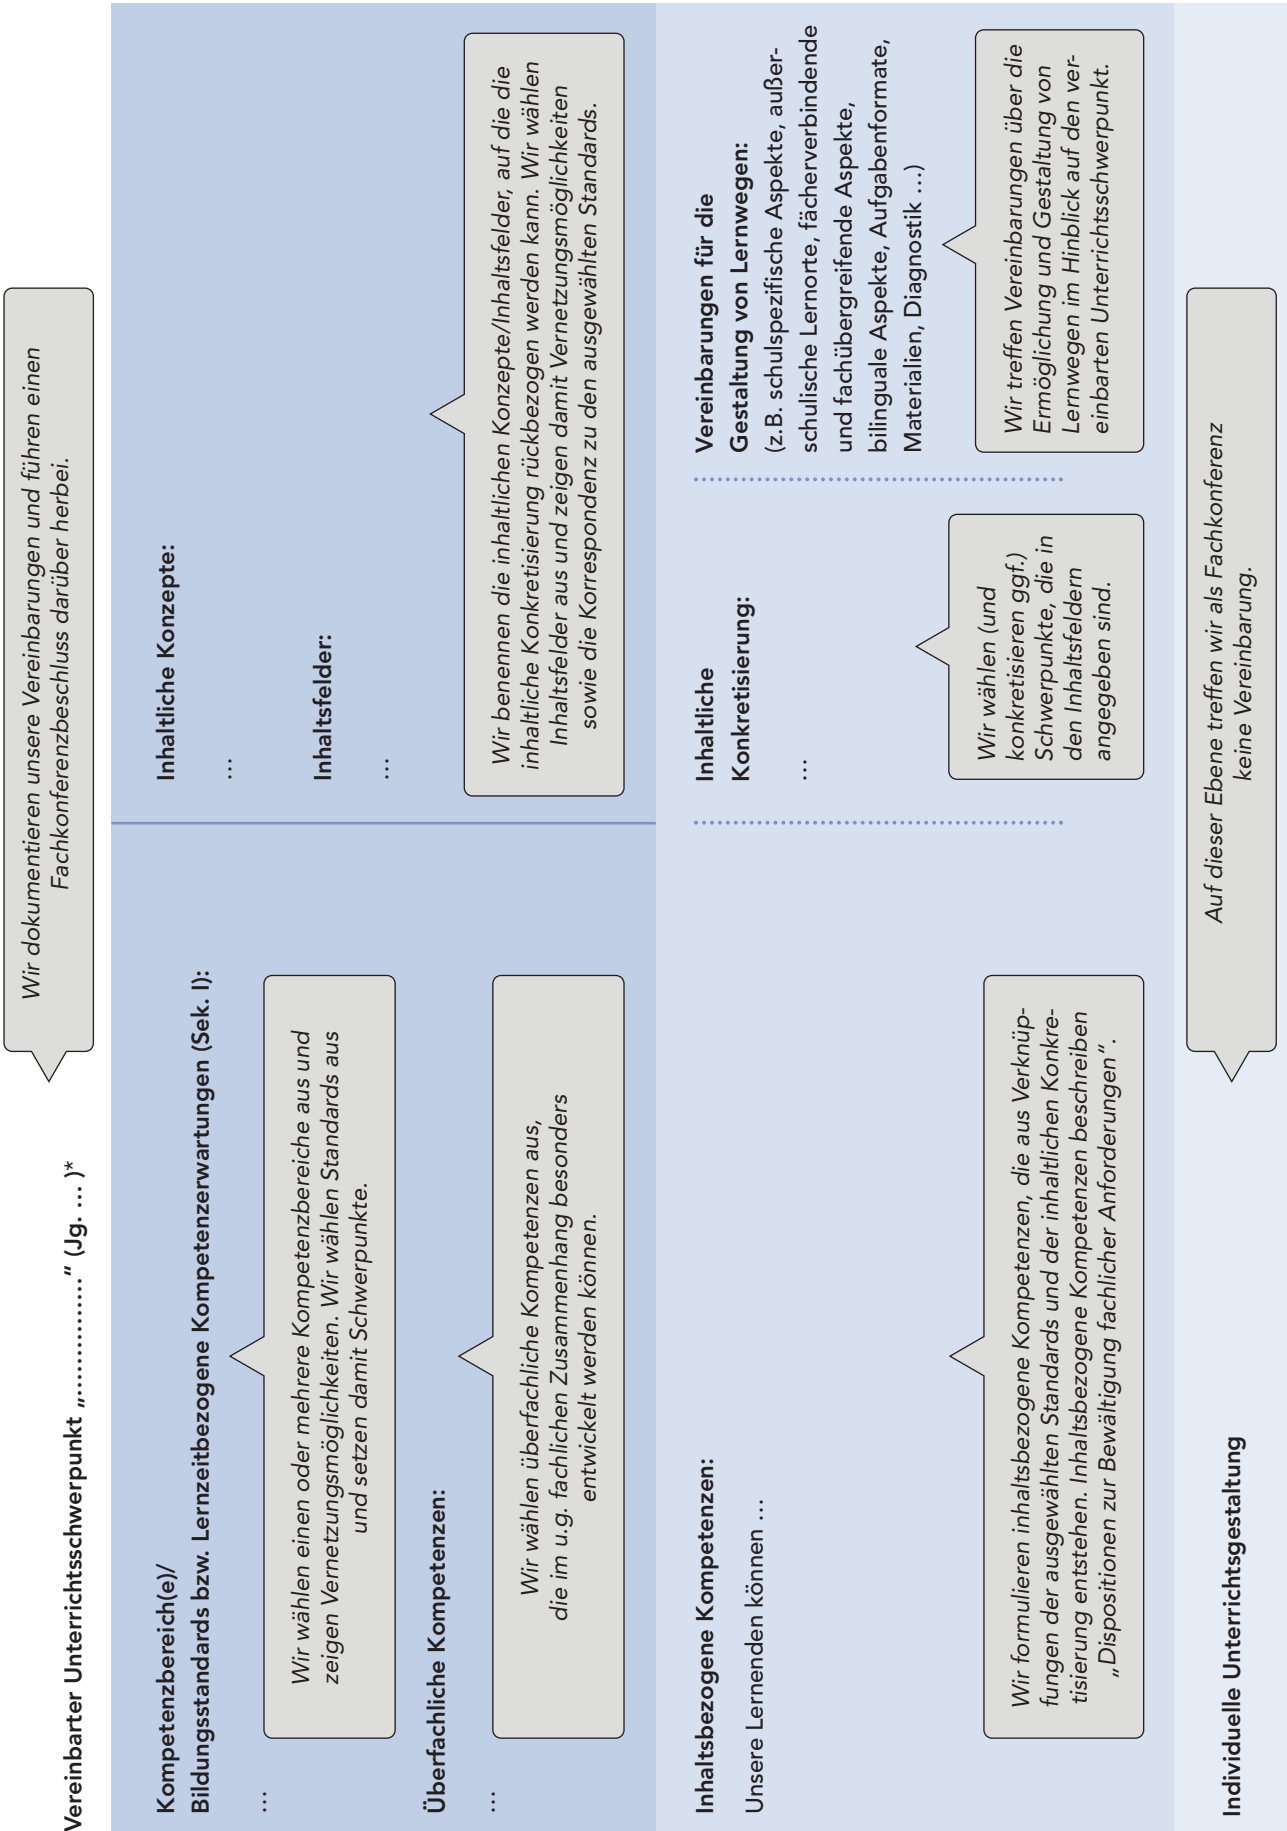 Vereinbarter Unterrichtsschwerpunkt „…………..“ (Jg. … )*
Wir dokumentieren unsere Vereinbarungen und führen einen
Fachkonferenzbeschluss darüber herbei.
Kompetenzbereich(e)/
Bildungsstandards bzw. Lernzeitbezogene Kompetenzerwartungen (Sek. I):
Wir wählen einen oder mehrere Kompetenzbereiche aus und
zeigen Vernetzungsmöglichkeiten. Wir wählen Standards aus
und setzen damit Schwerpunkte.
…
Überfachliche Kompetenzen:
Wir wählen überfachliche Kompetenzen aus,
die im u.g. fachlichen Zusammenhang besonders
entwickelt werden können.
…
Inhaltliche Konzepte:
…
Inhaltsfelder:
…
Wir benennen die inhaltlichen Konzepte/Inhaltsfelder, auf die die
inhaltliche Konkretisierung rückbezogen werden kann. Wir wählen
Inhaltsfelder aus und zeigen damit Vernetzungsmöglichkeiten
sowie die Korrespondenz zu den ausgewählten Standards.
Inhaltsbezogene Kompetenzen:
Unsere Lernenden können …
Wir formulieren inhaltsbezogene Kompetenzen, die aus Verknüp-
fungen der ausgewählten Standards und der inhaltlichen Konkre-
tisierung entstehen. Inhaltsbezogene Kompetenzen beschreiben
„Dispositionen zur Bewältigung fachlicher Anforderungen“.
Inhaltliche
Konkretisierung:
…
Wir wählen (und
konkretisieren ggf.)
Schwerpunkte, die in
den Inhaltsfeldern
angegeben sind.
Vereinbarungen für die
Gestaltung von Lernwegen:
(z.B. schulspezifische Aspekte, außer-
schulische Lernorte, fächerverbindende
und fachübergreifende Aspekte,
bilinguale Aspekte, Aufgabenformate,
Materialien, Diagnostik …)
Wir treffen Vereinbarungen über die
Ermöglichung und Gestaltung von
Lernwegen im Hinblick auf den ver-
einbarten Unterrichtsschwerpunkt.
Individuelle Unterrichtsgestaltung
Auf dieser Ebene treffen wir als Fachkonferenz
keine Vereinbarung.